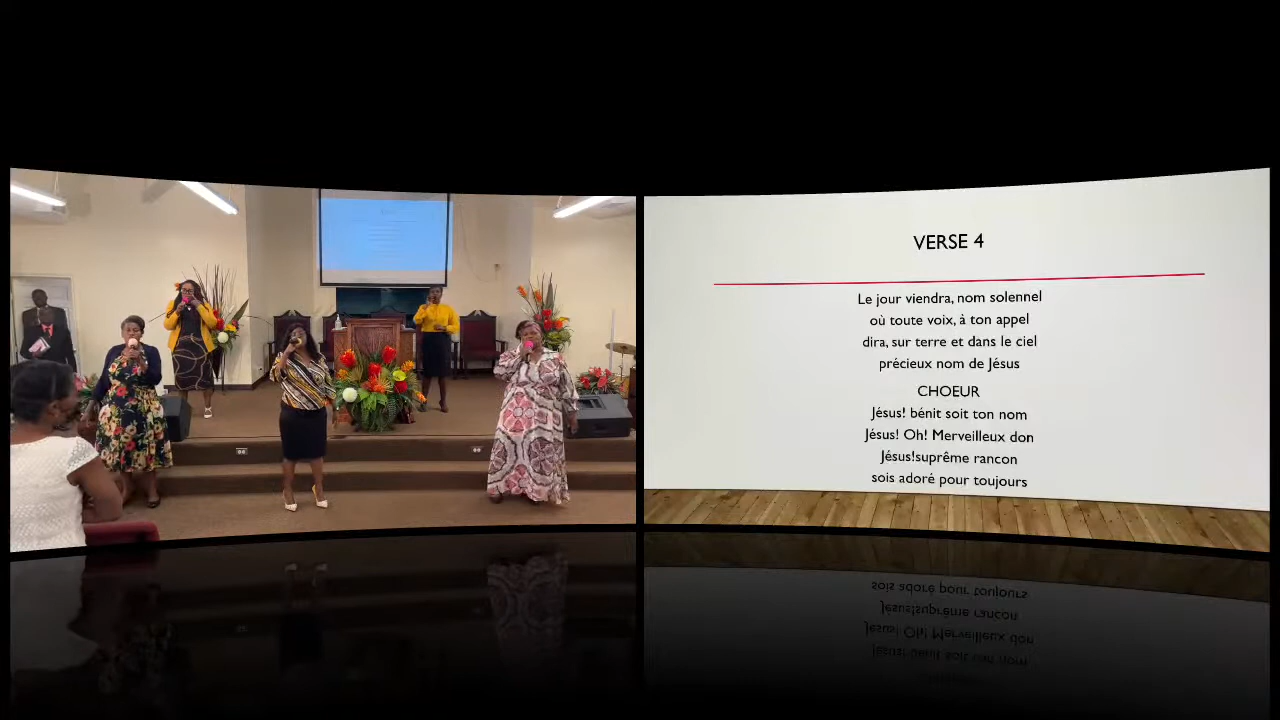 VERSE 4
Le jour viendra, nom solennel
où toute voix, à ton appel
dira, sur terre et dans le ciel
précieux nom de Jésus
CHOEUR
Jésus! bénit soit ton nom
Jésus! Oh! Merveilleux don
Jésus!suprême rancon
sois adoré pour toujours